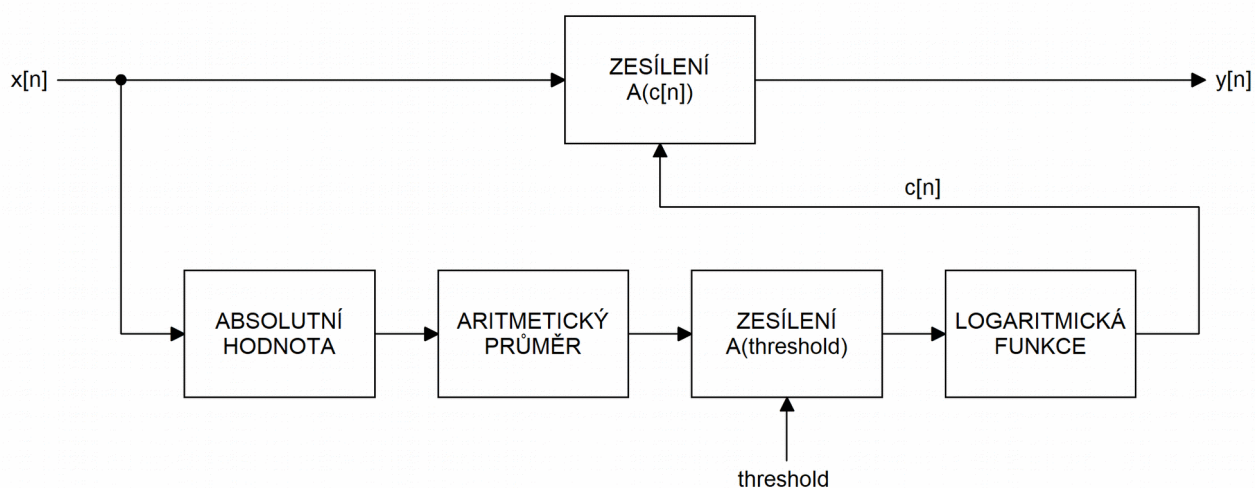 x[n]
ZESÍLENÍ
A(c[n])
y[n]
c[n]
ABSOLUTNÍ
HODNOTA
ARITMETICKÝ
PRŮMĚR
ZESÍLENÍ
A(threshold)
LOGARITMICKÁ
FUNKCE
threshold